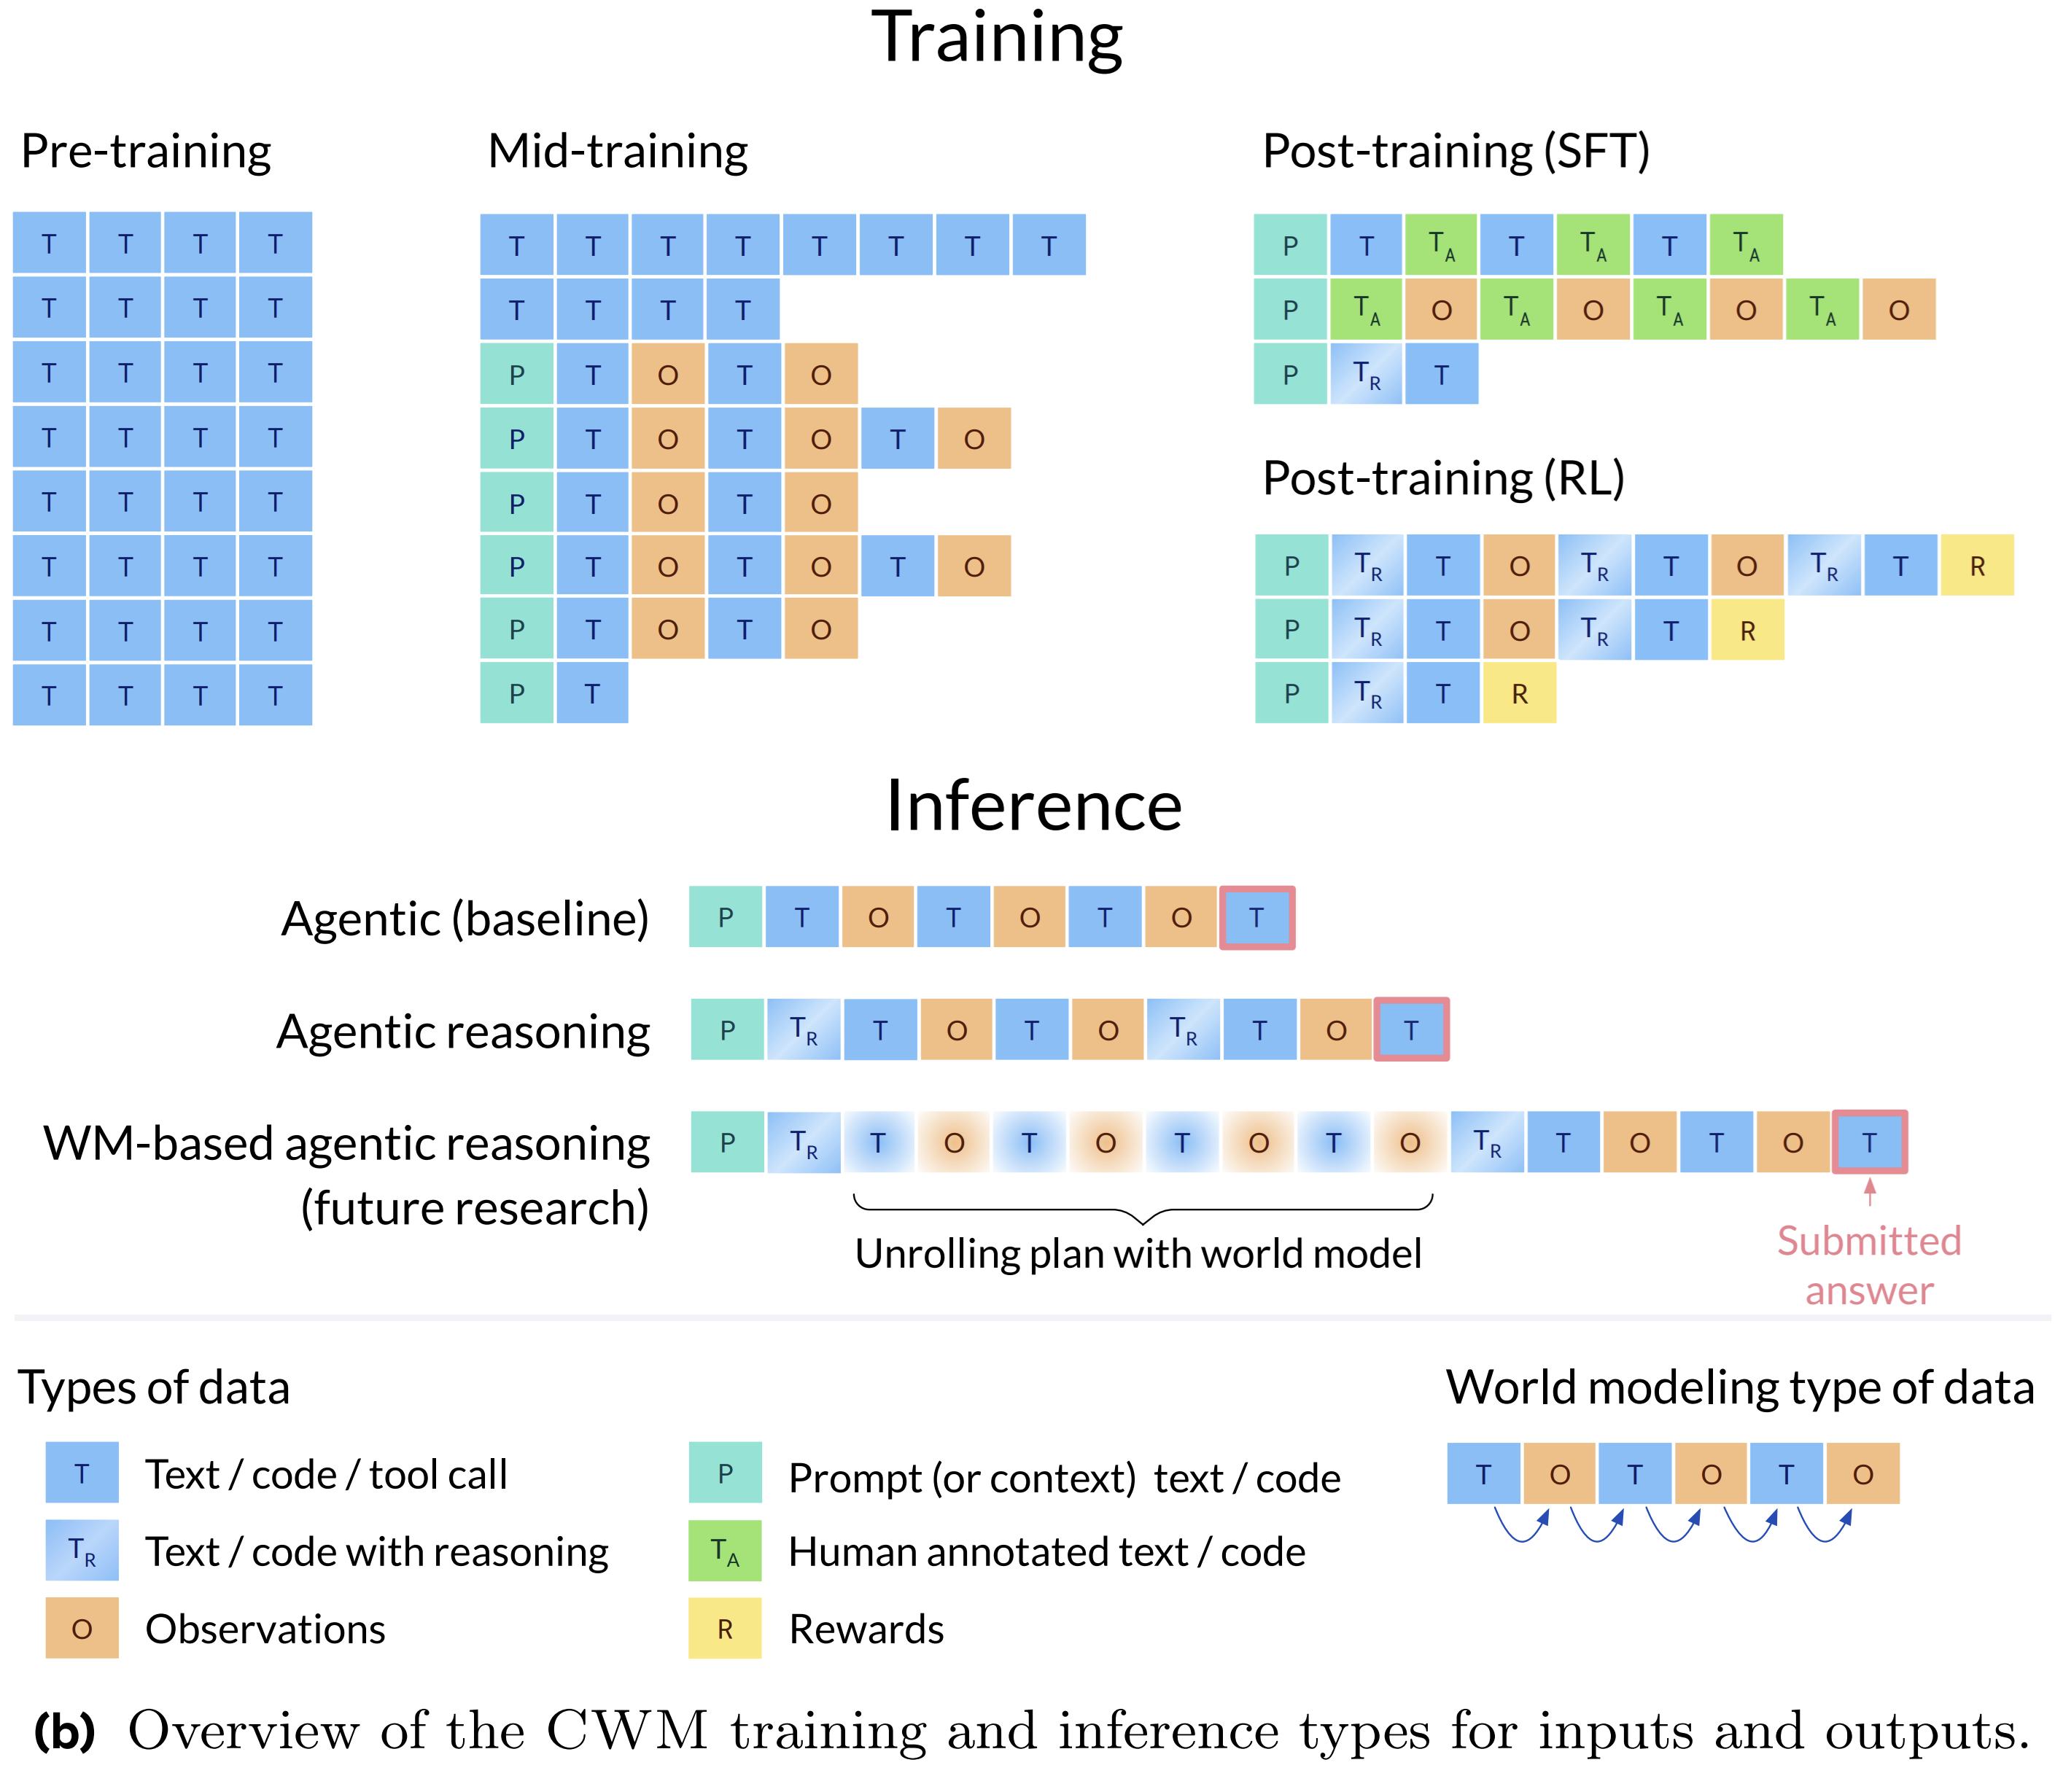 Training
Pre-training
T T T T
T T T T
T T T T
T T T T
T T T T
T T T T
T T T T
T T T T
Mid-training
T T T T T T T T
T T T T
P T O T O
P T O T O T O
P T O T O
P T O T O T O
P T O T O
P T
Post-training (SFT)
P T T_A T T_A T T_A
P T_A O T_A O T_A O T_A O
P T_R T
Post-training (RL)
P T_R T O T_R T O T_R T R
P T_R T O T_R T R
P T_R T R
Inference
Agentic (baseline)
P T O T O T O T
Agentic reasoning
P T_R T O T O T_R T O T
WM-based agentic reasoning
(future research)
P T_R T O T O T O T O T_R T O T O T
Unrolling plan with world model
Submitted
answer
Types of data
T Text / code / tool call
T_R Text / code with reasoning
O Observations
P Prompt (or context) text / code
T_A Human annotated text / code
R Rewards
World modeling type of data
T O T O T O
(b) Overview of the CWM training and inference types for inputs and outputs.